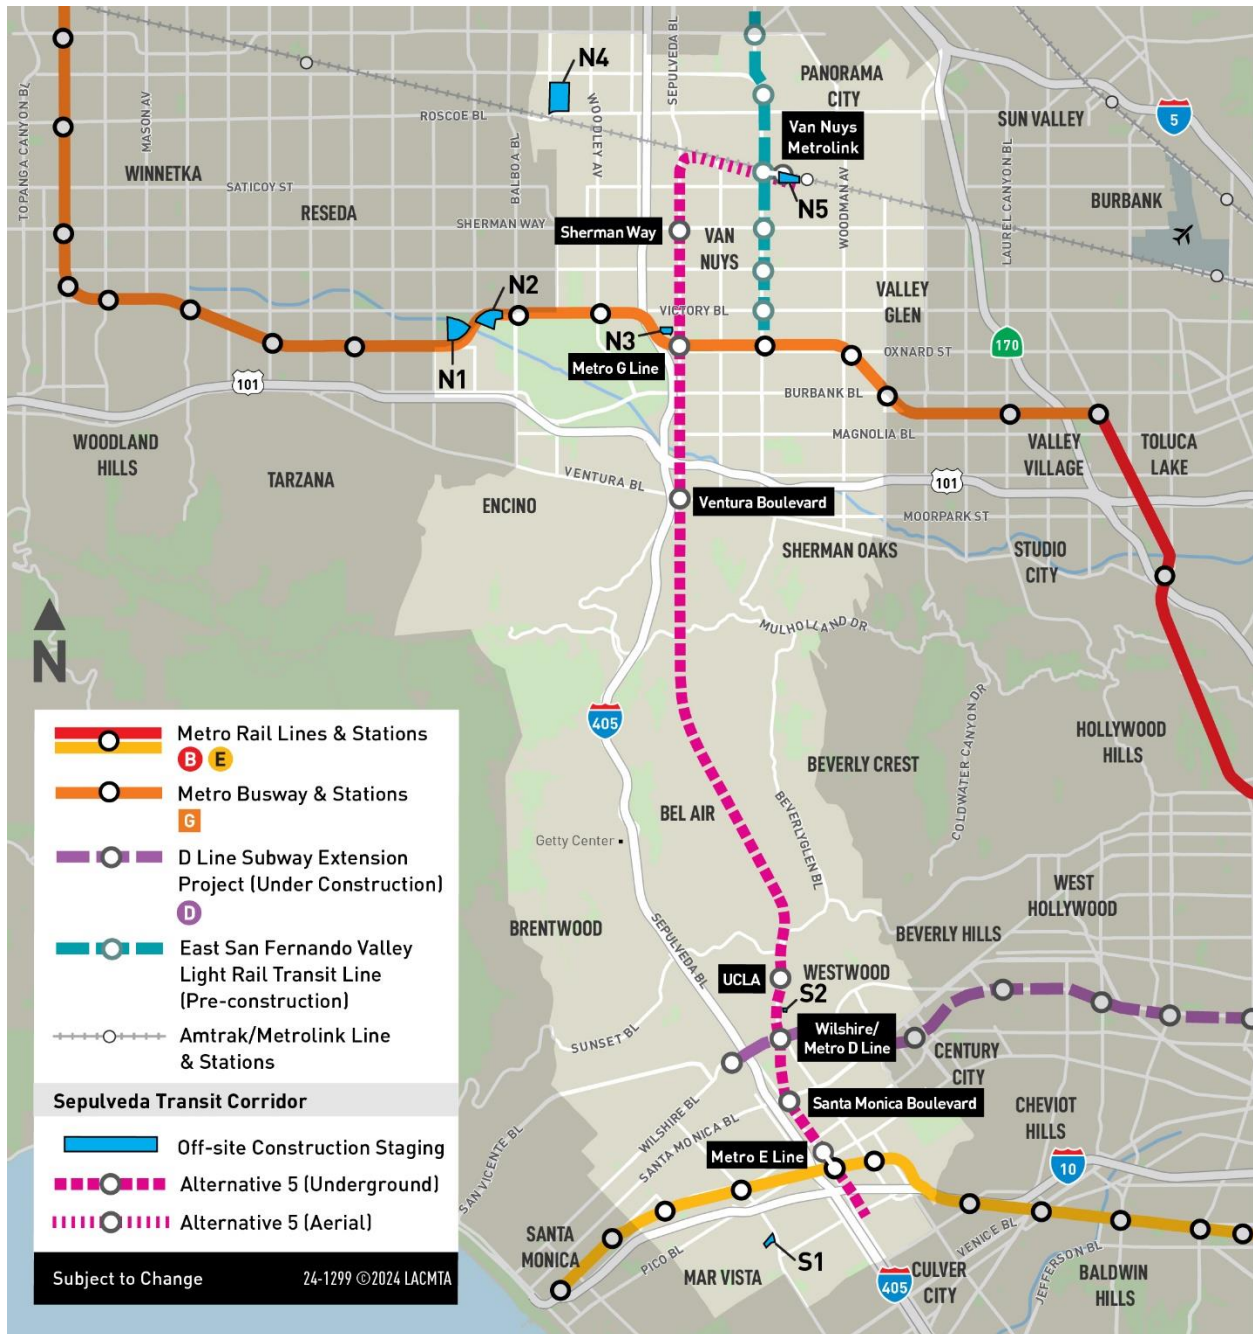 N4
PANORAMA
CITY
SEPULVEDA BL
TOPANGA CANYON BL
MASON AV
ROSCOE BL
WOODLEY AV
BALBOA BL
Van Nuys
Metrolink
SUN VALLEY
5
WINNETKA
SATICOY ST
RESEDA
SHERMAN WAY
Sherman Way
VAN
NUYS
N5
WOODMAN AV
LAUREL CANYON BL
BURBANK
N2
N1
N3
VICTORY BL
VALLEY
GLEN
Metro G Line
OXNARD ST
170
101
BURBANK BL
MAGNOLIA BL
WOODLAND
HILLS
TARZANA
VENTURA BL
VALLEY
VILLAGE
TOLUCA
LAKE
ENCINO
Ventura Boulevard
101
MOORPARK ST
SHERMAN OAKS
STUDIO
CITY
N
MULHOLLAND DR
405
COLDWATER CANYON DR
HOLLYWOOD
HILLS
BEVERLY CREST
BEL AIR
BEVERLYGLEN BL
Getty Center
WEST
HOLLYWOOD
BRENTWOOD
SEPULVEDA BL
BEVERLY HILLS
UCLA
WESTWOOD
S2
SUNSET BL
Wilshire/
Metro D Line
CENTURY
CITY
Santa Monica Boulevard
CHEVIOT
HILLS
WILSHIRE BL
SANTA MONICA BL
SAN VICENTE BL
Metro E Line
10
SANTA
MONICA
PICO BL
S1
MAR VISTA
VENICE BL
405
CULVER
CITY
JEFFERSON BL
BALDWIN
HILLS
Metro Rail Lines & Stations
B E
Metro Busway & Stations
G
D Line Subway Extension
Project (Under Construction)
D
East San Fernando Valley
Light Rail Transit Line
(Pre-construction)
Amtrak/Metrolink Line
& Stations
Sepulveda Transit Corridor
Off-site Construction Staging
Alternative 5 (Underground)
Alternative 5 (Aerial)
Subject to Change
24-1299 ©2024 LACMTA